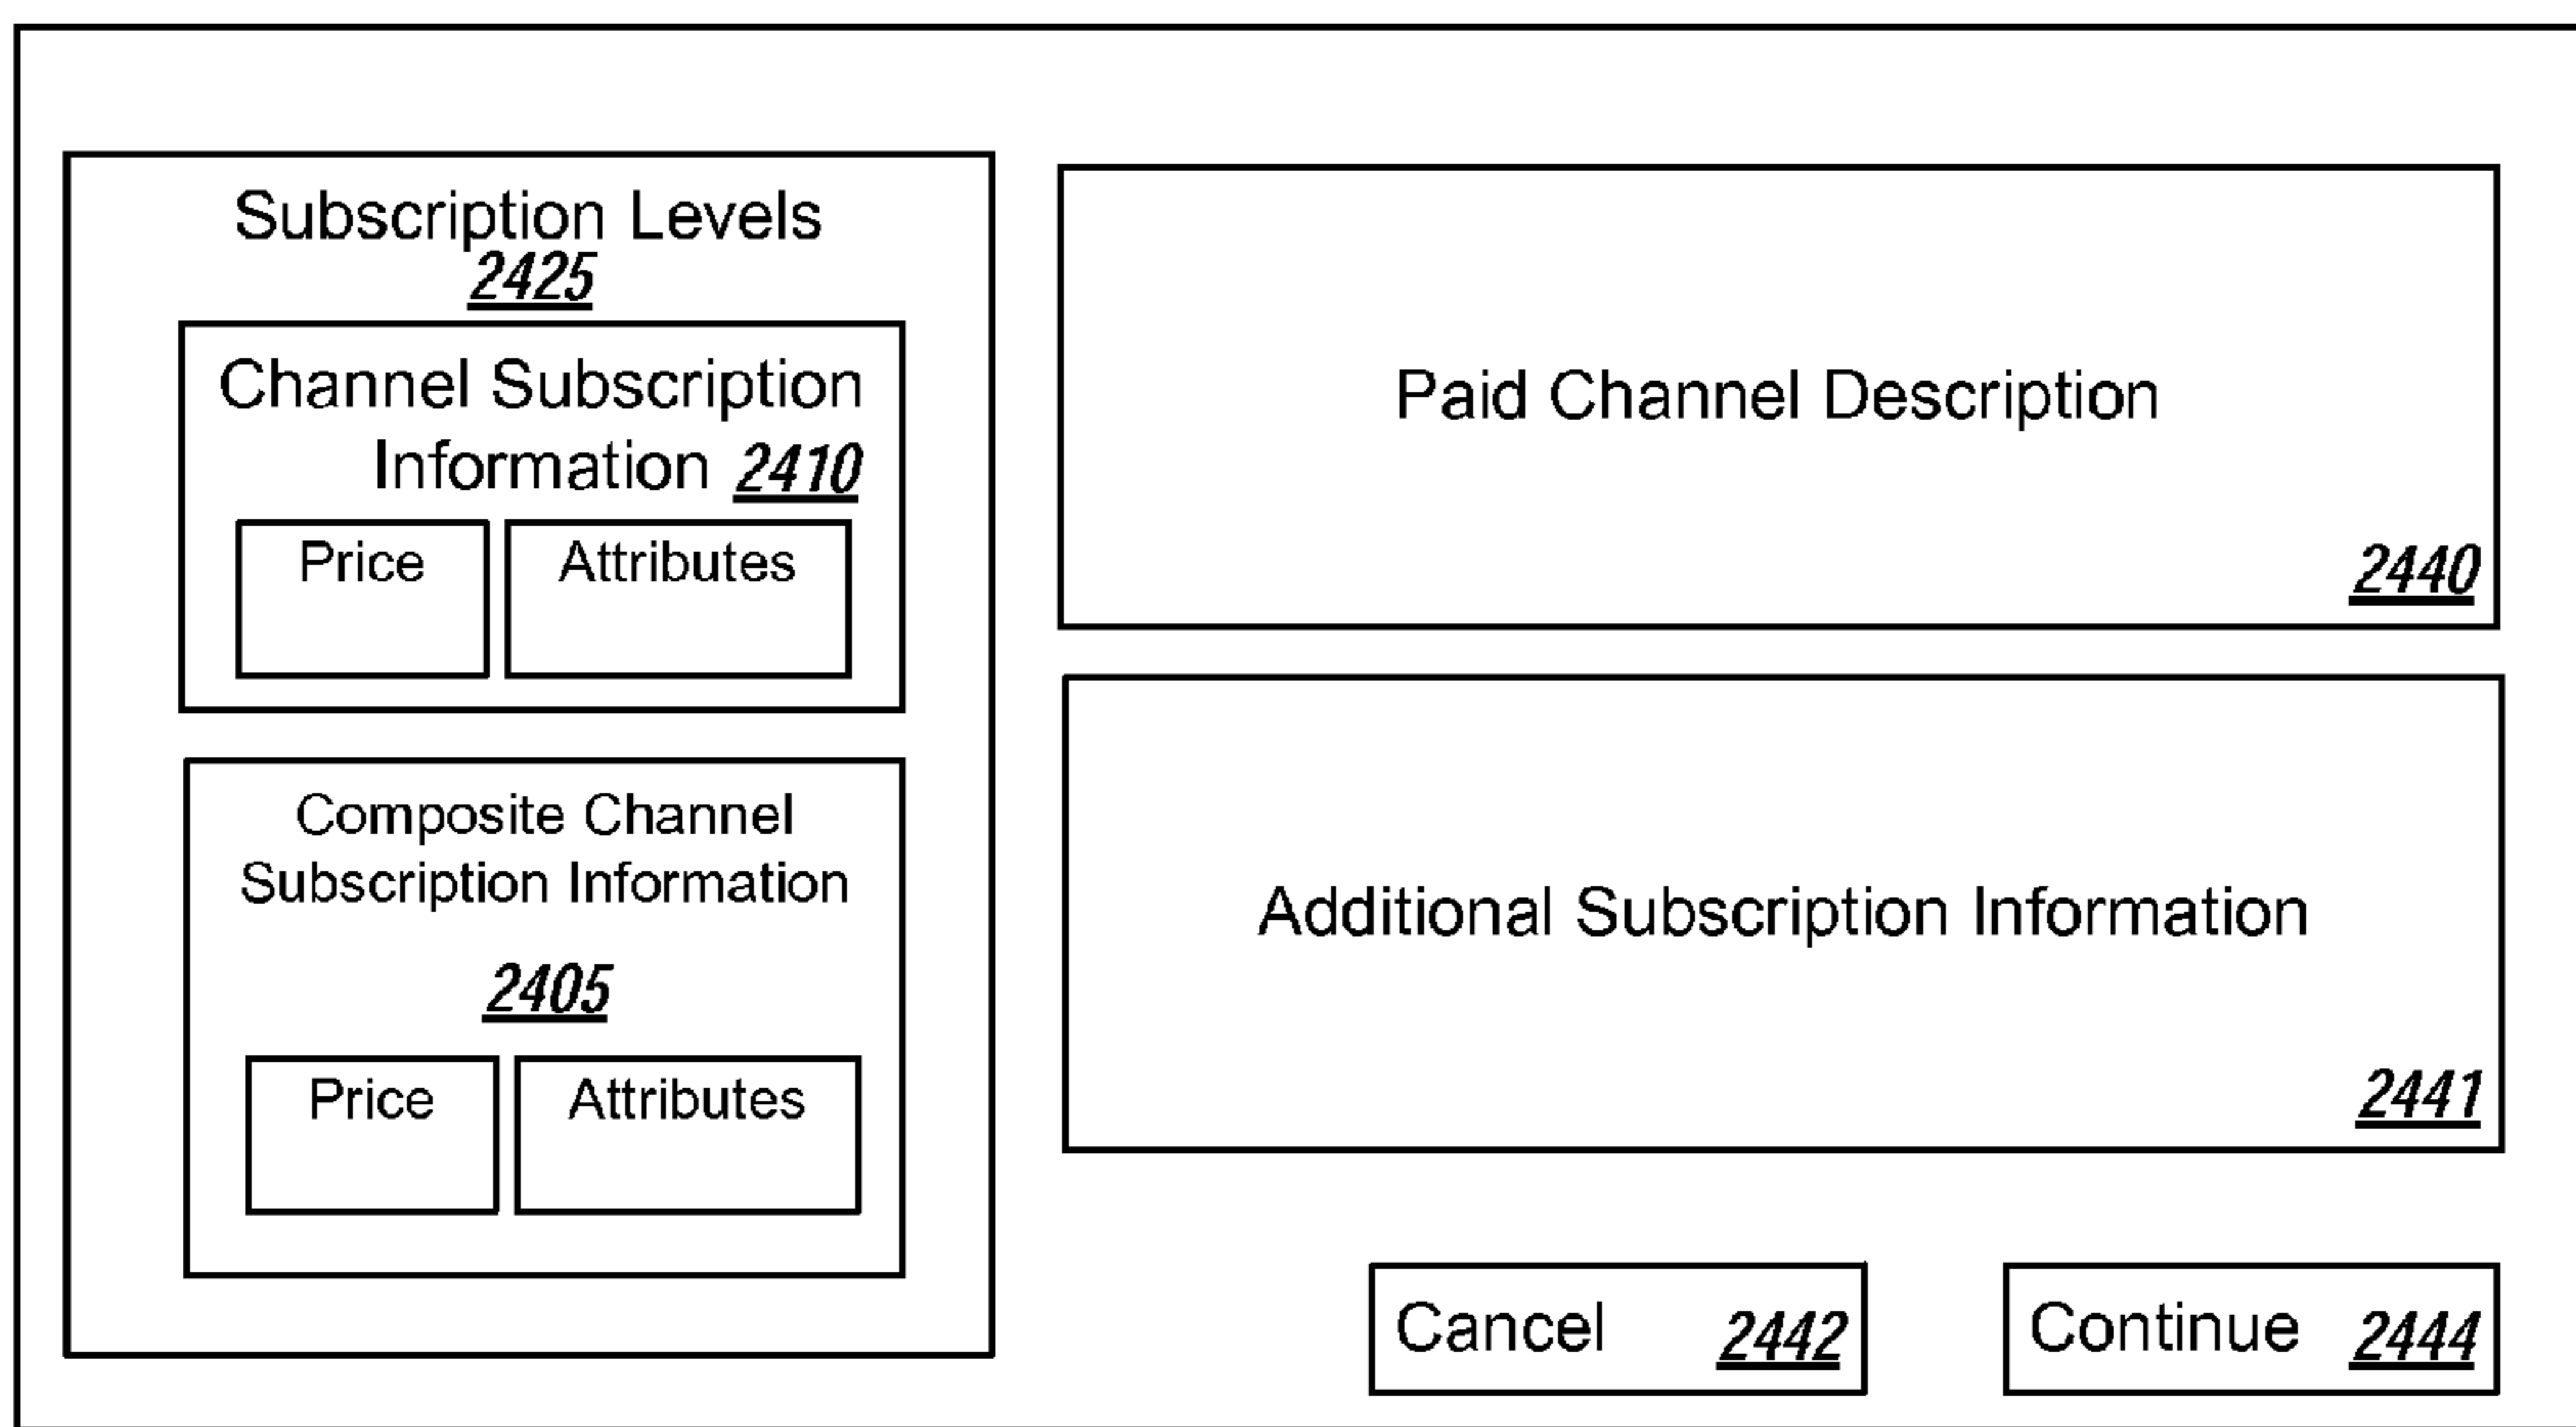 Subscription Levels
2425
Channel Subscription
Information 2410
Price
Attributes
Composite Channel
Subscription Information
2405
Price
Attributes
Paid Channel Description
2440
Additional Subscription Information
2441
Cancel 2442
Continue 2444